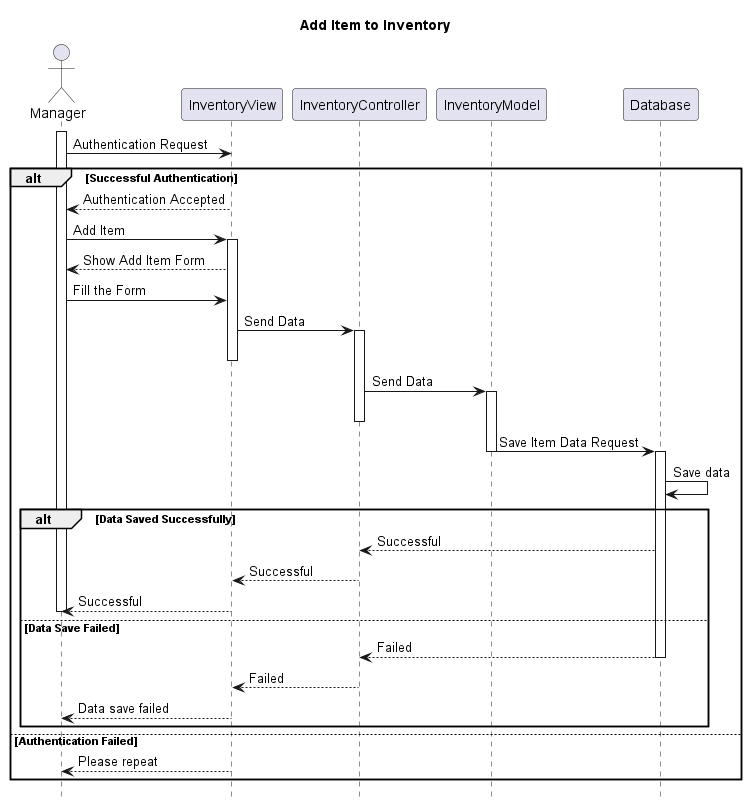 Add Item to Inventory
Manager
InventoryView
InventoryController
InventoryModel
Database
Authentication Request
alt
[Successful Authentication]
Authentication Accepted
Add Item
Show Add Item Form
Fill the Form
Send Data
Send Data
Save Item Data Request
Save data
alt
[Data Saved Successfully]
Successful
Successful
Successful
[Data Save Failed]
Failed
Failed
Data save failed
[Authentication Failed]
Please repeat